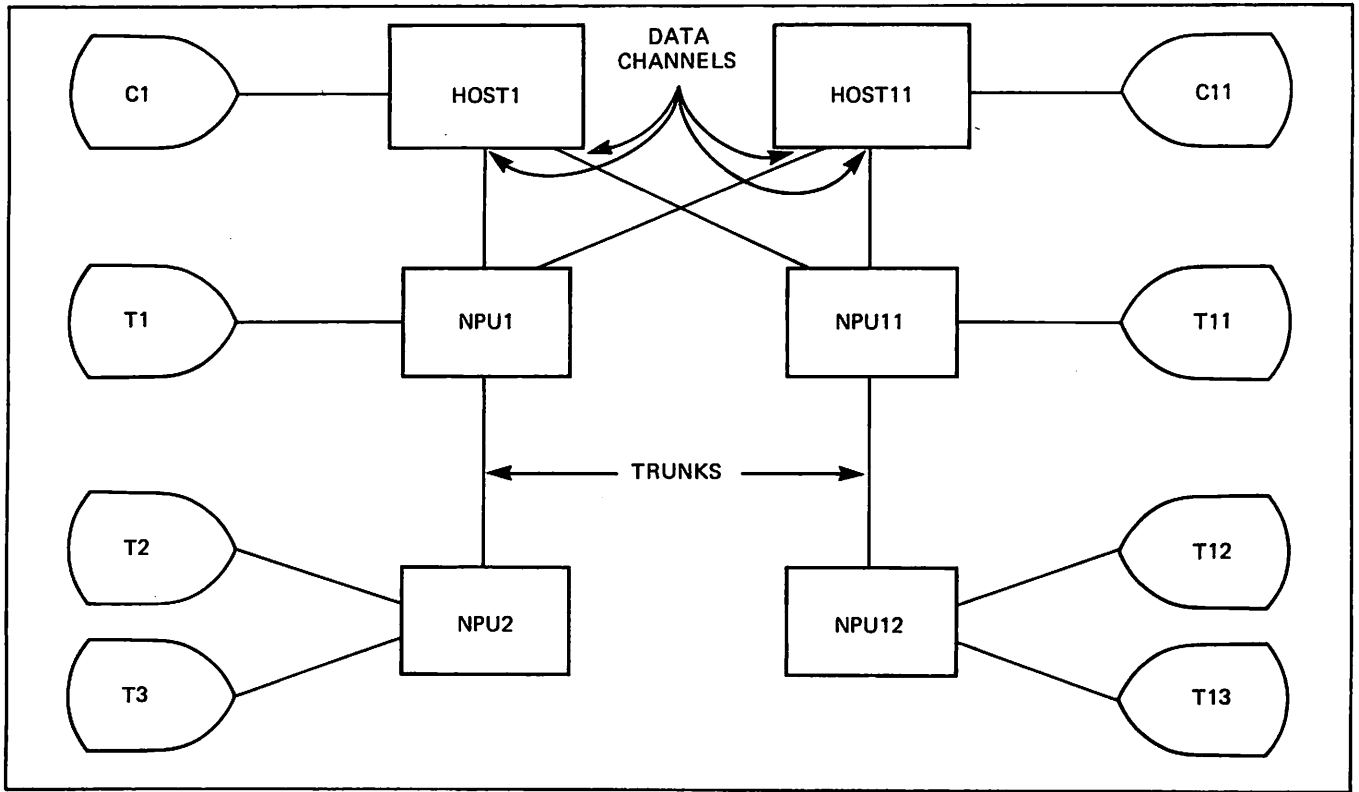 DATA
CHANNELS
C1
HOST1
HOST11
C11
T1
NPU1
NPU11
T11
TRUNKS
T2
T12
NPU2
NPU12
T3
T13